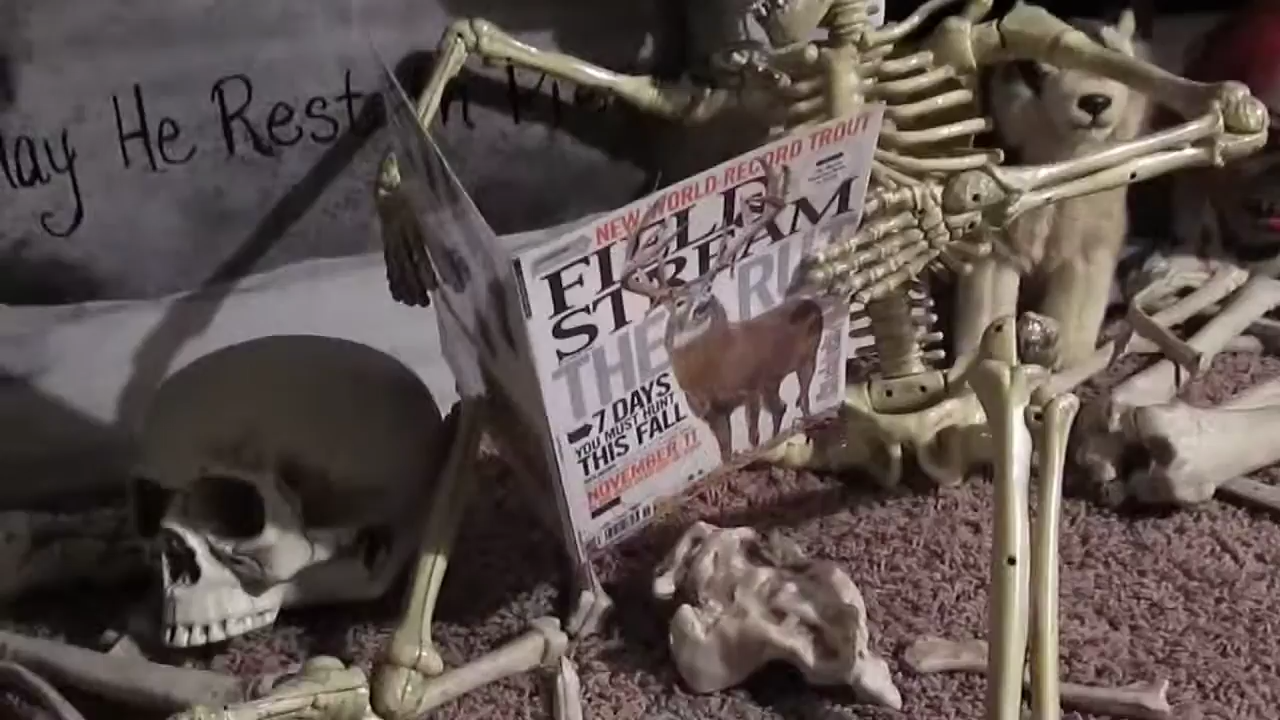 May He Rest In
NEW WORLD-RECORD TROUT
FIELD
STREAM
THE RUT
7 DAYS
YOU MUST HUNT
THIS FALL
NOVEMBER 11